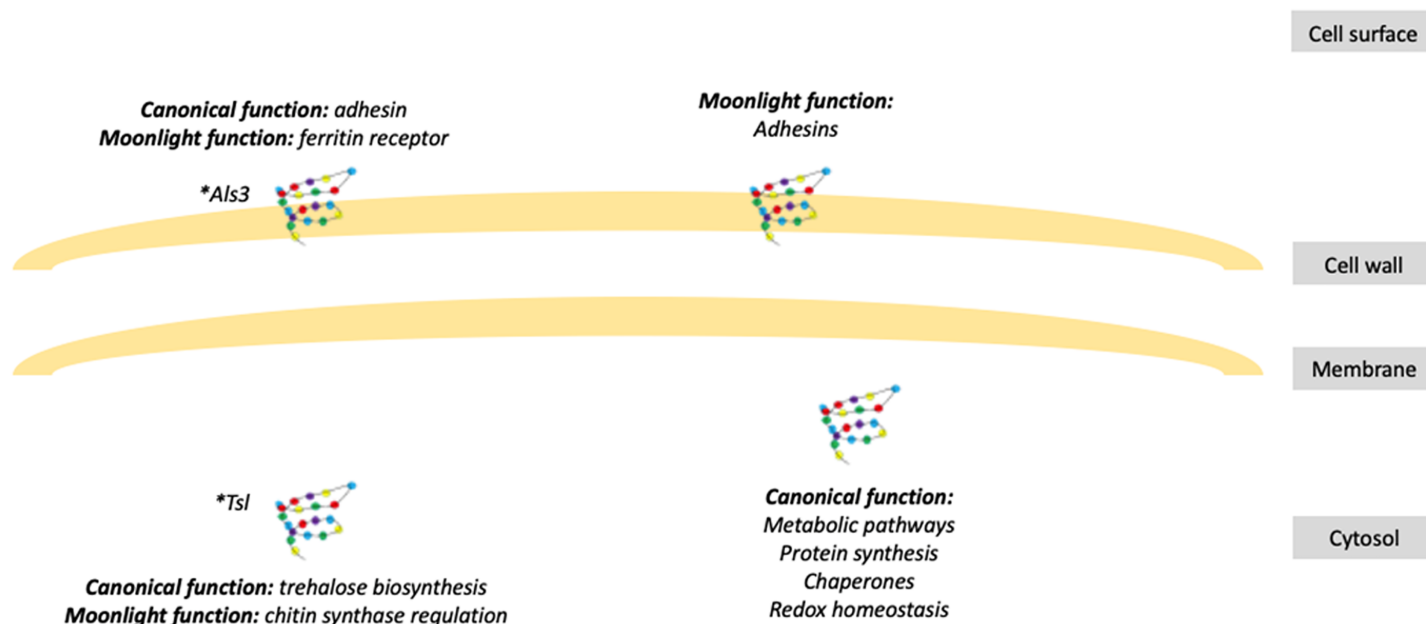 Cell surface
Canonical function: adhesin
Moonlight function: ferritin receptor
*Als3
Moonlight function:
Adhesins
Cell wall
Membrane
*Tsl
Canonical function: trehalose biosynthesis
Moonlight function: chitin synthase regulation
Canonical function:
Metabolic pathways
Protein synthesis
Chaperones
Redox homeostasis
Cytosol